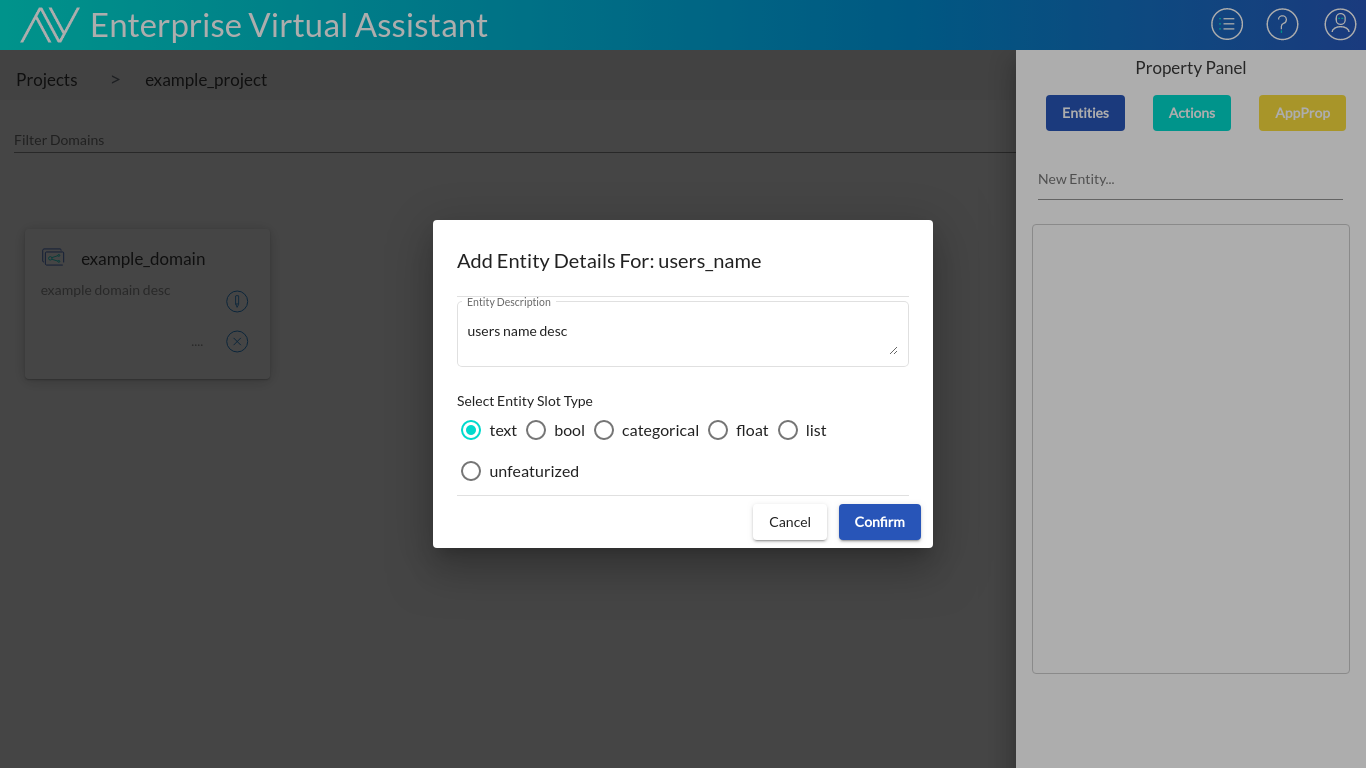 Enterprise Virtual Assistant
Projects > example_project
Property Panel
Entities Actions AppProp
Filter Domains
New Entity...
example_domain
example domain desc
....
Add Entity Details For: users_name
Entity Description
users name desc
Select Entity Slot Type
text bool categorical float list
unfeaturized
Cancel Confirm